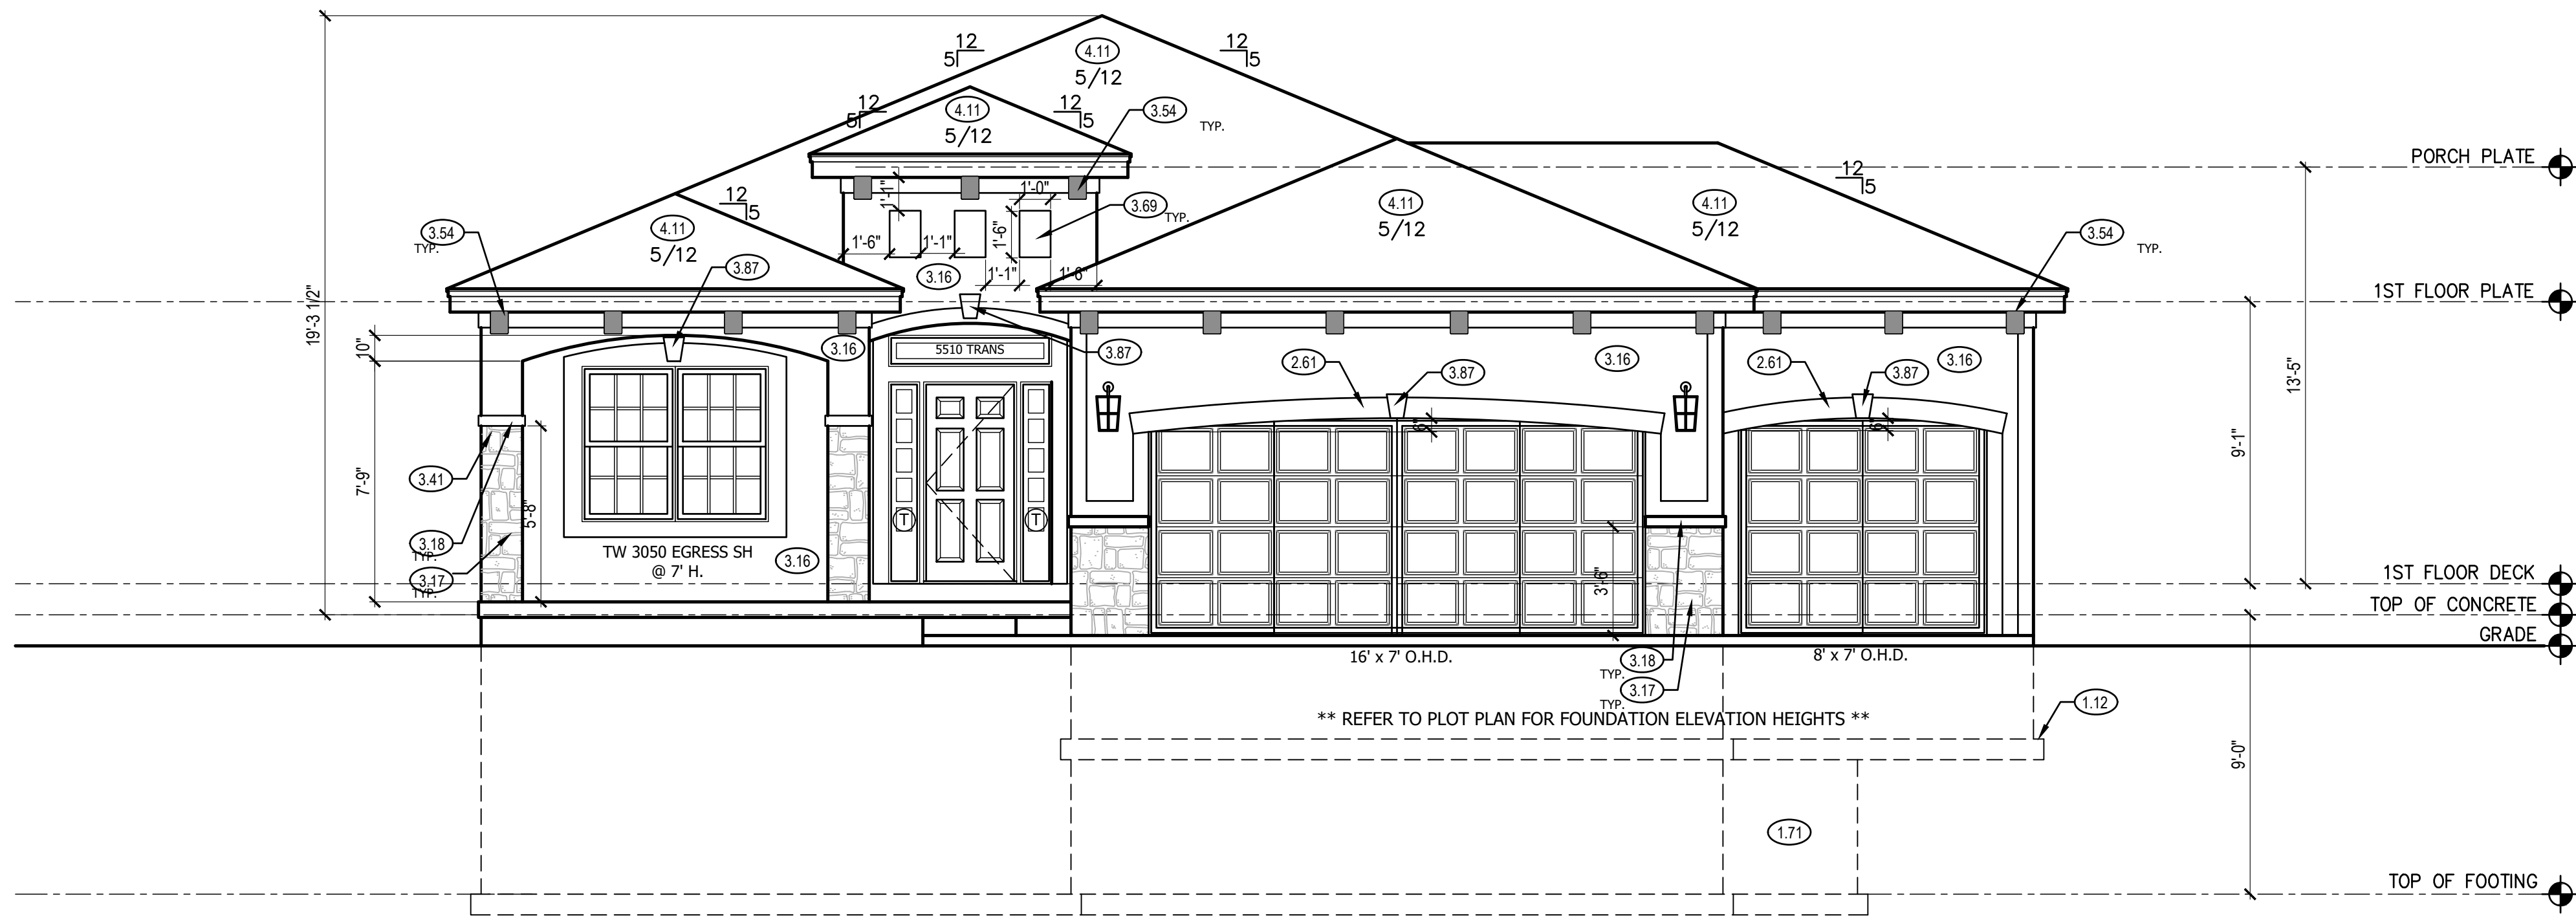 12
5
4.11
5/12
12
5
12
5
4.11
5/12
12
5
3.54
TYP.
PORCH PLATE
12
5
12
5
4.11
5/12
3.54
TYP.
3.87
1'-1"
1'-0"
3.69
TYP.
1'-6"
1'-1"
1'-6"
3.16
1'-1"
1'-6"
4.11
5/12
4.11
5/12
3.54
TYP.
19'-3 1/2"
1ST FLOOR PLATE
10"
3.16
5510 TRANS
3.87
2.61
3.87
3.16
2.61
3.87
3.16
13'-5"
9'-1"
6"
6"
7'-9"
3.41
5'-8"
3.18
TYP.
3.17
TYP.
T
T
TW 3050 EGRESS SH
@ 7' H.
3.16
3'-6"
1ST FLOOR DECK
TOP OF CONCRETE
GRADE
16' x 7' O.H.D.
3.18
TYP.
3.17
TYP.
8' x 7' O.H.D.
** REFER TO PLOT PLAN FOR FOUNDATION ELEVATION HEIGHTS **
1.12
9'-0"
1.71
TOP OF FOOTING